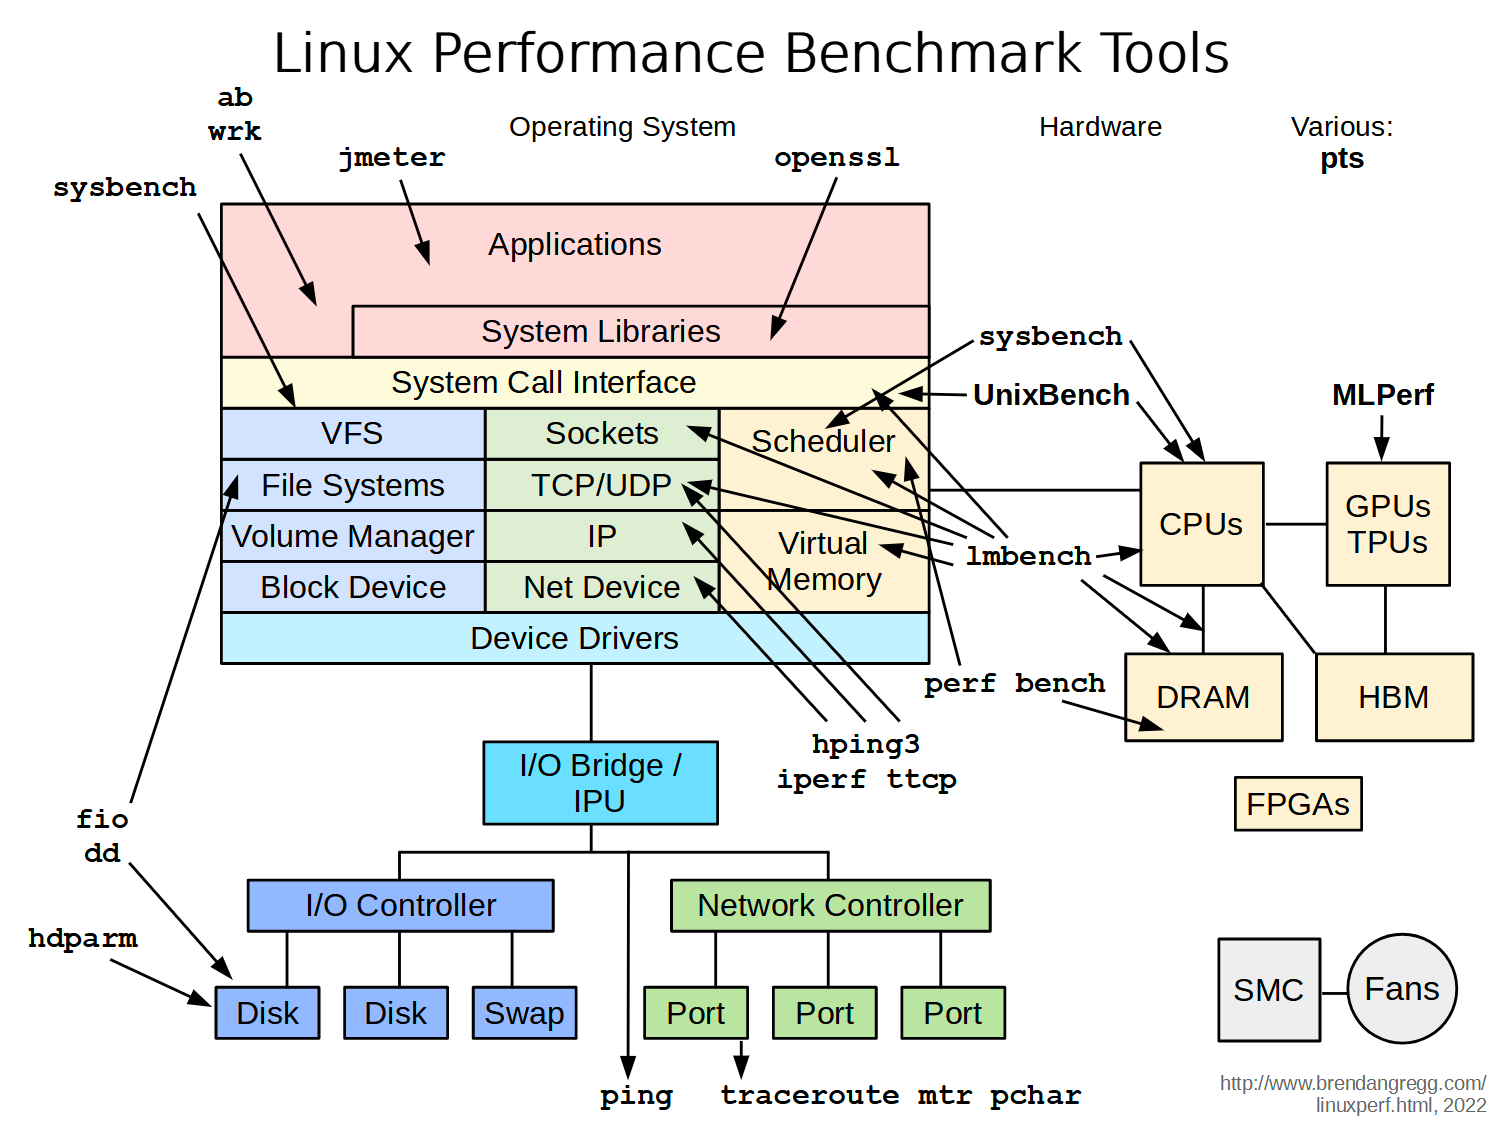 Linux Performance Benchmark Tools
ab
wrk
Operating System
Hardware
Various:
pts
jmeter
openssl
sysbench
Applications
System Libraries
System Call Interface
sysbench
UnixBench
MLPerf
VFS
Sockets
Scheduler
File Systems
TCP/UDP
Volume Manager
IP
Virtual
Memory
Block Device
Net Device
Device Drivers
lmbench
CPUs
GPUs
TPUs
perf bench
DRAM
HBM
hping3
iperf ttcp
I/O Bridge /
IPU
FPGAs
fio
dd
hdparm
I/O Controller
Network Controller
Disk
Disk
Swap
Port
Port
Port
SMC
Fans
ping
traceroute mtr pchar
http://www.brendangregg.com/
linuxperf.html, 2022